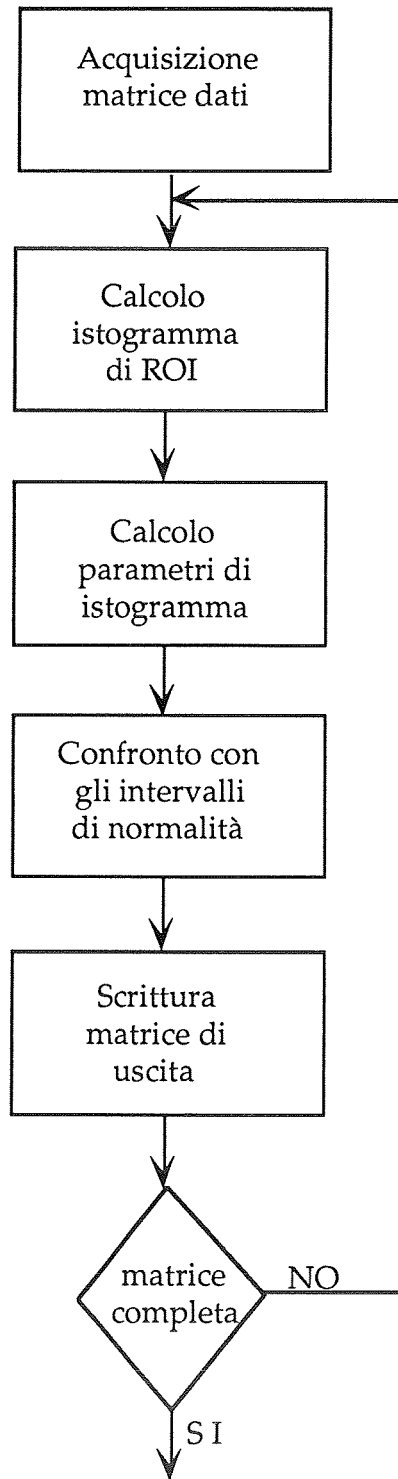 Acquisizione
matrice dati
Calcolo
istogramma
di ROI
Calcolo
parametri di
istogramma
Confronto con
gli intervalli
di normalità
Scrittura
matrice di
uscita
matrice
completa
NO
S I